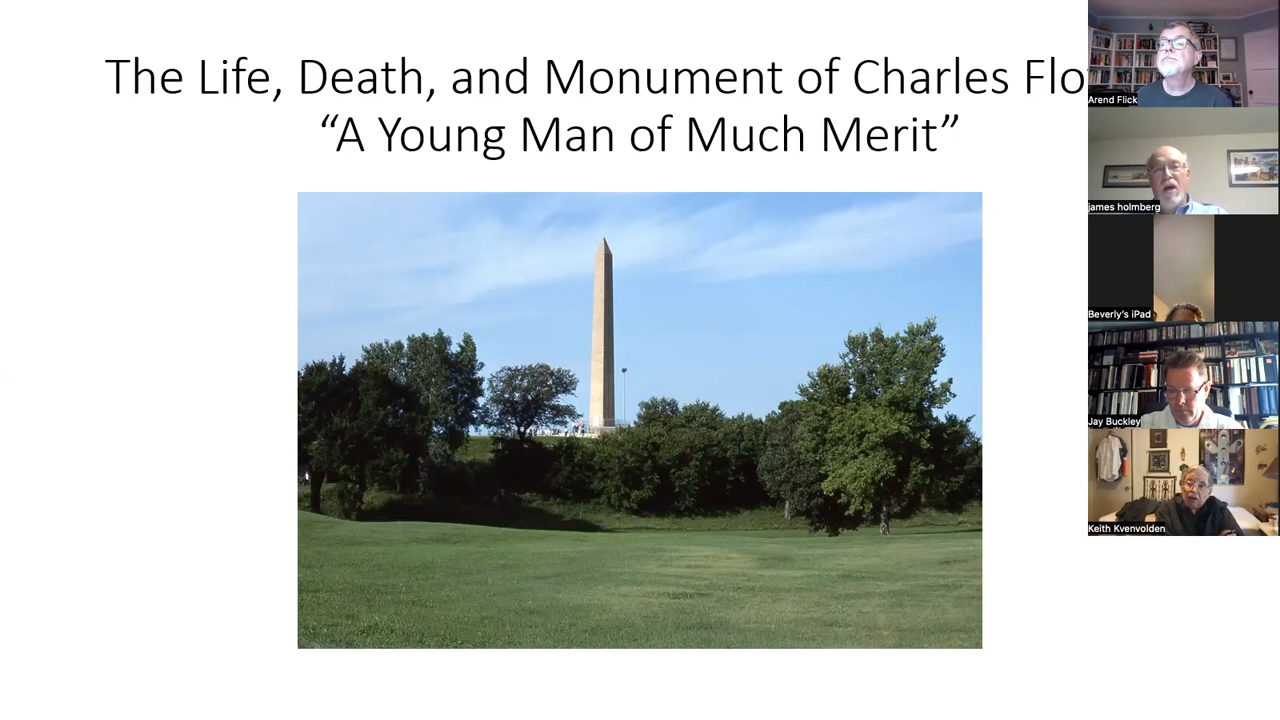 The Life, Death, and Monument of Charles Flo
“A Young Man of Much Merit”
Arend Flick
james holmberg
Beverly's iPad
Jay Buckley
Keith Kvenvolden